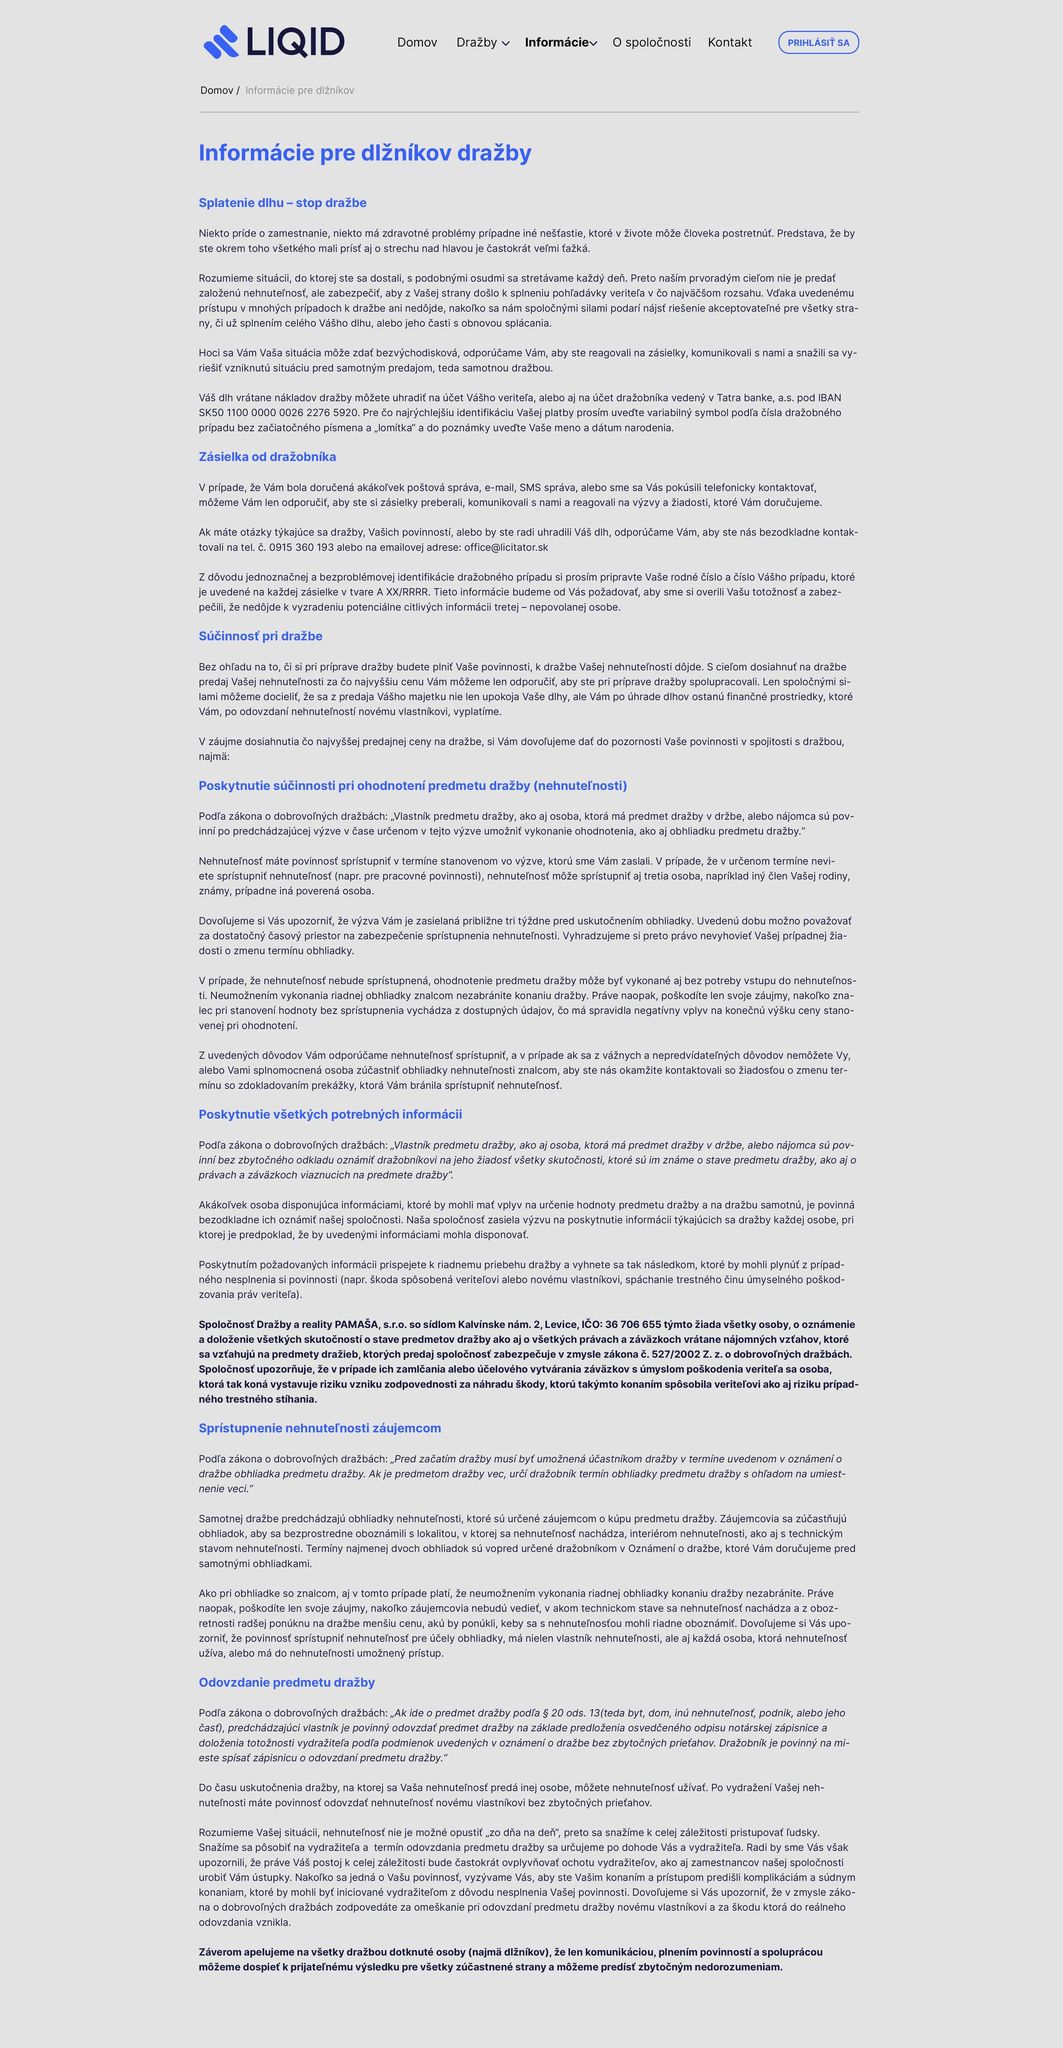 LIQID
Domov Dražby Informácie O spoločnosti Kontakt PRIHLÁSIŤ SA
Domov / Informácie pre dlžníkov
Informácie pre dlžníkov dražby
Splatenie dlhu – stop dražbe
Niekto príde o zamestnanie, niekto má zdravotné problémy prípadne iné nešťastie, ktoré v živote môže človeka postretnúť. Predstava, že by
ste okrem toho všetkého mali prísť aj o strechu nad hlavou je častokrát veľmi ťažká.
Rozumieme situácii, do ktorej ste sa dostali, s podobnými osudmi sa stretávame každý deň. Preto naším prvoradým cieľom nie je predať
založenú nehnuteľnosť, ale zabezpečiť, aby z Vašej strany došlo k splneniu pohľadávky veriteľa v čo najväčšom rozsahu. Vďaka uvedenému
prístupu v mnohých prípadoch k dražbe ani nedôjde, nakoľko sa nám spoločnými silami podarí nájsť riešenie akceptovateľné pre všetky stra-
ny, či už splnením celého Vášho dlhu, alebo jeho časti s obnovou splácania.
Hoci sa Vám Vaša situácia môže zdať bezvýchodisková, odporúčame Vám, aby ste reagovali na zásielky, komunikovali s nami a snažili sa vy-
riešiť vzniknutú situáciu pred samotným predajom, teda samotnou dražbou.
Váš dlh vrátane nákladov dražby môžete uhradiť na účet Vášho veriteľa, alebo aj na účet dražobníka vedený v Tatra banke, a.s. pod IBAN
SK50 1100 0000 0026 2276 5920. Pre čo najrýchlejšiu identifikáciu Vašej platby prosím uveďte variabilný symbol podľa čísla dražobného
prípadu bez začiatočného písmena a „lomítka“ a do poznámky uveďte Vaše meno a dátum narodenia.
Zásielka od dražobníka
V prípade, že Vám bola doručená akákoľvek poštová správa, e-mail, SMS správa, alebo sme sa Vás pokúsili telefonicky kontaktovať,
môžeme Vám len odporučiť, aby ste si zásielky preberali, komunikovali s nami a reagovali na výzvy a žiadosti, ktoré Vám doručujeme.
Ak máte otázky týkajúce sa dražby, Vašich povinností, alebo by ste radi uhradili Váš dlh, odporúčame Vám, aby ste nás bezodkladne kontak-
tovali na tel. č. 0915 360 193 alebo na emailovej adrese: office@licitator.sk
Z dôvodu jednoznačnej a bezproblémovej identifikácie dražobného prípadu si prosím pripravte Vaše rodné číslo a číslo Vášho prípadu, ktoré
je uvedené na každej zásielke v tvare A XX/RRRR. Tieto informácie budeme od Vás požadovať, aby sme si overili Vašu totožnosť a zabez-
pečili, že nedôjde k vyzradeniu potenciálne citlivých informácii tretej – nepovolanej osobe.
Súčinnosť pri dražbe
Bez ohľadu na to, či si pri príprave dražby budete plniť Vaše povinnosti, k dražbe Vašej nehnuteľnosti dôjde. S cieľom dosiahnuť na dražbe
predaj Vašej nehnuteľnosti za čo najvyššiu cenu Vám môžeme len odporučiť, aby ste pri príprave dražby spolupracovali. Len spoločnými si-
lami môžeme docieliť, že sa z predaja Vášho majetku nie len upokoja Vaše dlhy, ale Vám po úhrade dlhov ostanú finančné prostriedky, ktoré
Vám, po odovzdaní nehnuteľností novému vlastníkovi, vyplatíme.
V záujme dosiahnutia čo najvyššej predajnej ceny na dražbe, si Vám dovoľujeme dať do pozornosti Vaše povinnosti v spojitosti s dražbou,
najmä:
Poskytnutie súčinnosti pri ohodnotení predmetu dražby (nehnuteľnosti)
Podľa zákona o dobrovoľných dražbách: „Vlastník predmetu dražby, ako aj osoba, ktorá má predmet dražby v držbe, alebo nájomca sú pov-
inní po predchádzajúcej výzve v čase určenom v tejto výzve umožniť vykonanie ohodnotenia, ako aj obhliadku predmetu dražby.“
Nehnuteľnosť máte povinnosť sprístupniť v termíne stanovenom vo výzve, ktorú sme Vám zaslali. V prípade, že v určenom termíne nevi-
ete sprístupniť nehnuteľnosť (napr. pre pracovné povinnosti), nehnuteľnosť môže sprístupniť aj tretia osoba, napríklad iný člen Vašej rodiny,
známy, prípadne iná poverená osoba.
Dovoľujeme si Vás upozorniť, že výzva Vám je zasielaná približne tri týždne pred uskutočnením obhliadky. Uvedenú dobu možno považovať
za dostatočný časový priestor na zabezpečenie sprístupnenia nehnuteľnosti. Vyhradzujeme si preto právo nevyhovieť Vašej prípadnej žia-
dosti o zmenu termínu obhliadky.
V prípade, že nehnuteľnosť nebude sprístupnená, ohodnotenie predmetu dražby môže byť vykonané aj bez potreby vstupu do nehnuteľnos-
ti. Neumožnením vykonania riadnej obhliadky znalcom nezabránite konaniu dražby. Práve naopak, poškodíte len svoje záujmy, nakoľko zna-
lec pri stanovení hodnoty bez sprístupnenia vychádza z dostupných údajov, čo má spravidla negatívny vplyv na konečnú výšku ceny stano-
venej pri ohodnotení.
Z uvedených dôvodov Vám odporúčame nehnuteľnosť sprístupniť, a v prípade ak sa z vážnych a nepredvídateľných dôvodov nemôžete Vy,
alebo Vami splnomocnená osoba zúčastniť obhliadky nehnuteľnosti znalcom, aby ste nás okamžite kontaktovali so žiadosťou o zmenu ter-
mínu so zdokladovaním prekážky, ktorá Vám bránila sprístupniť nehnuteľnosť.
Poskytnutie všetkých potrebných informácii
Podľa zákona o dobrovoľných dražbách: „Vlastník predmetu dražby, ako aj osoba, ktorá má predmet dražby v držbe, alebo nájomca sú pov-
inní bez zbytočného odkladu oznámiť dražobníkovi na jeho žiadosť všetky skutočnosti, ktoré sú im známe o stave predmetu dražby, ako aj o
právach a záväzkoch viaznucich na predmete dražby“.
Akákoľvek osoba disponujúca informáciami, ktoré by mohli mať vplyv na určenie hodnoty predmetu dražby a na dražbu samotnú, je povinná
bezodkladne ich oznámiť našej spoločnosti. Naša spoločnosť zasiela výzvu na poskytnutie informácii týkajúcich sa dražby každej osobe, pri
ktorej je predpoklad, že by uvedenými informáciami mohla disponovať.
Poskytnutím požadovaných informácii prispejete k riadnemu priebehu dražby a vyhnete sa tak následkom, ktoré by mohli plynúť z prípad-
ného nesplnenia si povinnosti (napr. škoda spôsobená veriteľovi alebo novému vlastníkovi, spáchanie trestného činu úmyselného poškod-
zovania práv veriteľa).
Spoločnosť Dražby a reality PAMAŠA, s.r.o. so sídlom Kalvínske nám. 2, Levice, IČO: 36 706 655 týmto žiada všetky osoby, o oznámenie
a doloženie všetkých skutočností o stave predmetov dražby ako aj o všetkých právach a záväzkoch vrátane nájomných vzťahov, ktoré
sa vzťahujú na predmety dražieb, ktorých predaj spoločnosť zabezpečuje v zmysle zákona č. 527/2002 Z. z. o dobrovoľných dražbách.
Spoločnosť upozorňuje, že v prípade ich zamlčania alebo účelového vytvárania záväzkov s úmyslom poškodenia veriteľa sa osoba,
ktorá tak koná vystavuje riziku vzniku zodpovednosti za náhradu škody, ktorú takýmto konaním spôsobila veriteľovi ako aj riziku prípad-
ného trestného stíhania.
Sprístupnenie nehnuteľnosti záujemcom
Podľa zákona o dobrovoľných dražbách: „Pred začatím dražby musí byť umožnená účastníkom dražby v termíne uvedenom v oznámení o
dražbe obhliadka predmetu dražby. Ak je predmetom dražby vec, určí dražobník termín obhliadky predmetu dražby s ohľadom na umiest-
nenie veci.“
Samotnej dražbe predchádzajú obhliadky nehnuteľnosti, ktoré sú určené záujemcom o kúpu predmetu dražby. Záujemcovia sa zúčastňujú
obhliadok, aby sa bezprostredne oboznámili s lokalitou, v ktorej sa nehnuteľnosť nachádza, interiérom nehnuteľnosti, ako aj s technickým
stavom nehnuteľnosti. Termíny najmenej dvoch obhliadok sú vopred určené dražobníkom v Oznámení o dražbe, ktoré Vám doručujeme pred
samotnými obhliadkami.
Ako pri obhliadke so znalcom, aj v tomto prípade platí, že neumožnením vykonania riadnej obhliadky konaniu dražby nezabránite. Práve
naopak, poškodíte len svoje záujmy, nakoľko záujemcovia nebudú vedieť, v akom technickom stave sa nehnuteľnosť nachádza a z oboz-
retnosti radšej ponúknu na dražbe menšiu cenu, akú by ponúkli, keby sa s nehnuteľnosťou mohli riadne oboznámiť. Dovoľujeme si Vás upo-
zorniť, že povinnosť sprístupniť nehnuteľnosť pre účely obhliadky, má nielen vlastník nehnuteľnosti, ale aj každá osoba, ktorá nehnuteľnosť
užíva, alebo má do nehnuteľnosti umožnený prístup.
Odovzdanie predmetu dražby
Podľa zákona o dobrovoľných dražbách: „Ak ide o predmet dražby podľa § 20 ods. 13(teda byt, dom, inú nehnuteľnosť, podnik, alebo jeho
časť), predchádzajúci vlastník je povinný odovzdať predmet dražby na základe predloženia osvedčeného odpisu notárskej zápisnice a
doloženia totožnosti vydražiteľa podľa podmienok uvedených v oznámení o dražbe bez zbytočných prieťahov. Dražobník je povinný na mi-
este spísať zápisnicu o odovzdaní predmetu dražby.“
Do času uskutočnenia dražby, na ktorej sa Vaša nehnuteľnosť predá inej osobe, môžete nehnuteľnosť užívať. Po vydražení Vašej neh-
nuteľnosti máte povinnosť odovzdať nehnuteľnosť novému vlastníkovi bez zbytočných prieťahov.
Rozumieme Vašej situácii, nehnuteľnosť nie je možné opustiť „zo dňa na deň“, preto sa snažíme k celej záležitosti pristupovať ľudsky.
Snažíme sa pôsobiť na vydražiteľa a termín odovzdania predmetu dražby sa určujeme po dohode Vás a vydražiteľa. Radi by sme Vás však
upozornili, že práve Váš postoj k celej záležitosti bude častokrát ovplyvňovať ochotu vydražiteľov, ako aj zamestnancov našej spoločnosti
urobiť Vám ústupky. Nakoľko sa jedná o Vašu povinnosť, vyzývame Vás, aby ste Vašim konaním a prístupom predišli komplikáciám a súdnym
konaniam, ktoré by mohli byť iniciované vydražiteľom z dôvodu nesplnenia Vašej povinnosti. Dovoľujeme si Vás upozorniť, že v zmysle záko-
na o dobrovoľných dražbách zodpovedáte za omeškanie pri odovzdaní predmetu dražby novému vlastníkovi a za škodu ktorá do reálneho
odovzdania vznikla.
Záverom apelujeme na všetky dražbou dotknuté osoby (najmä dlžníkov), že len komunikáciou, plnením povinností a spoluprácou
môžeme dospieť k prijateľnému výsledku pre všetky zúčastnené strany a môžeme predísť zbytočným nedorozumeniam.